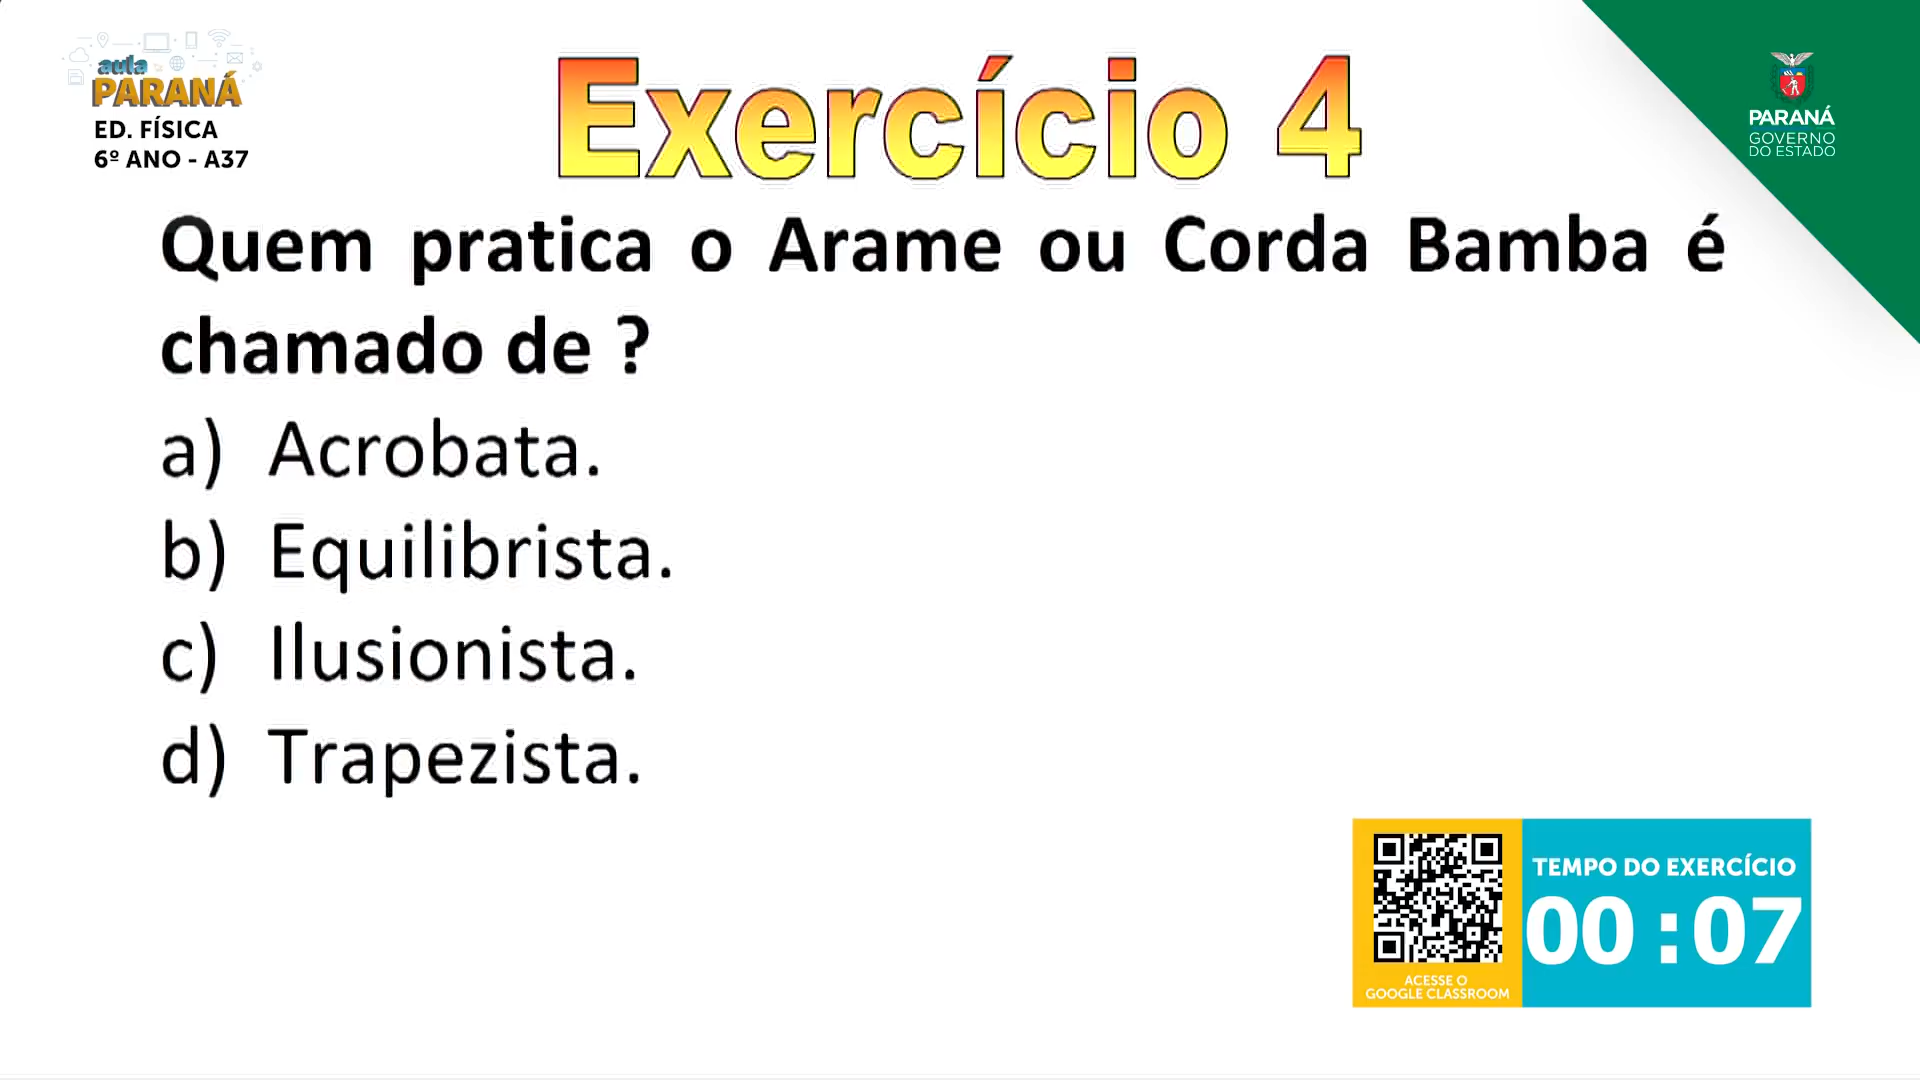 aula
PARANÁ
ED. FÍSICA
6º ANO - A37
Exercício 4
PARANÁ
GOVERNO
DO ESTADO
Quem pratica o Arame ou Corda Bamba é
chamado de ?
a) Acrobata.
b) Equilibrista.
c) Ilusionista.
d) Trapezista.
ACESSE O
GOOGLE CLASSROOM
TEMPO DO EXERCÍCIO
00 :07